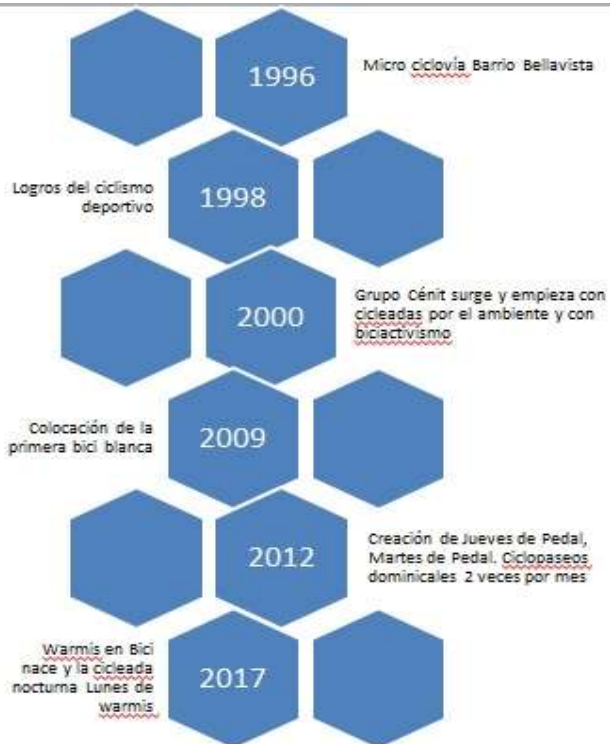 1996
Micro ciclovía Barrio Bellavista
Logros del ciclismo
deportivo
1998
2000
Grupo Cénit surge y empieza con
cicleadas por el ambiente y con
biciactivismo
Colocación de la
primera bici blanca
2009
2012
Creación de Jueves de Pedal,
Martes de Pedal. Ciclopaseos
dominicales 2 veces por mes
Warmis en Bici
nace y la cicleada
nocturna Lunes de
warmis
2017